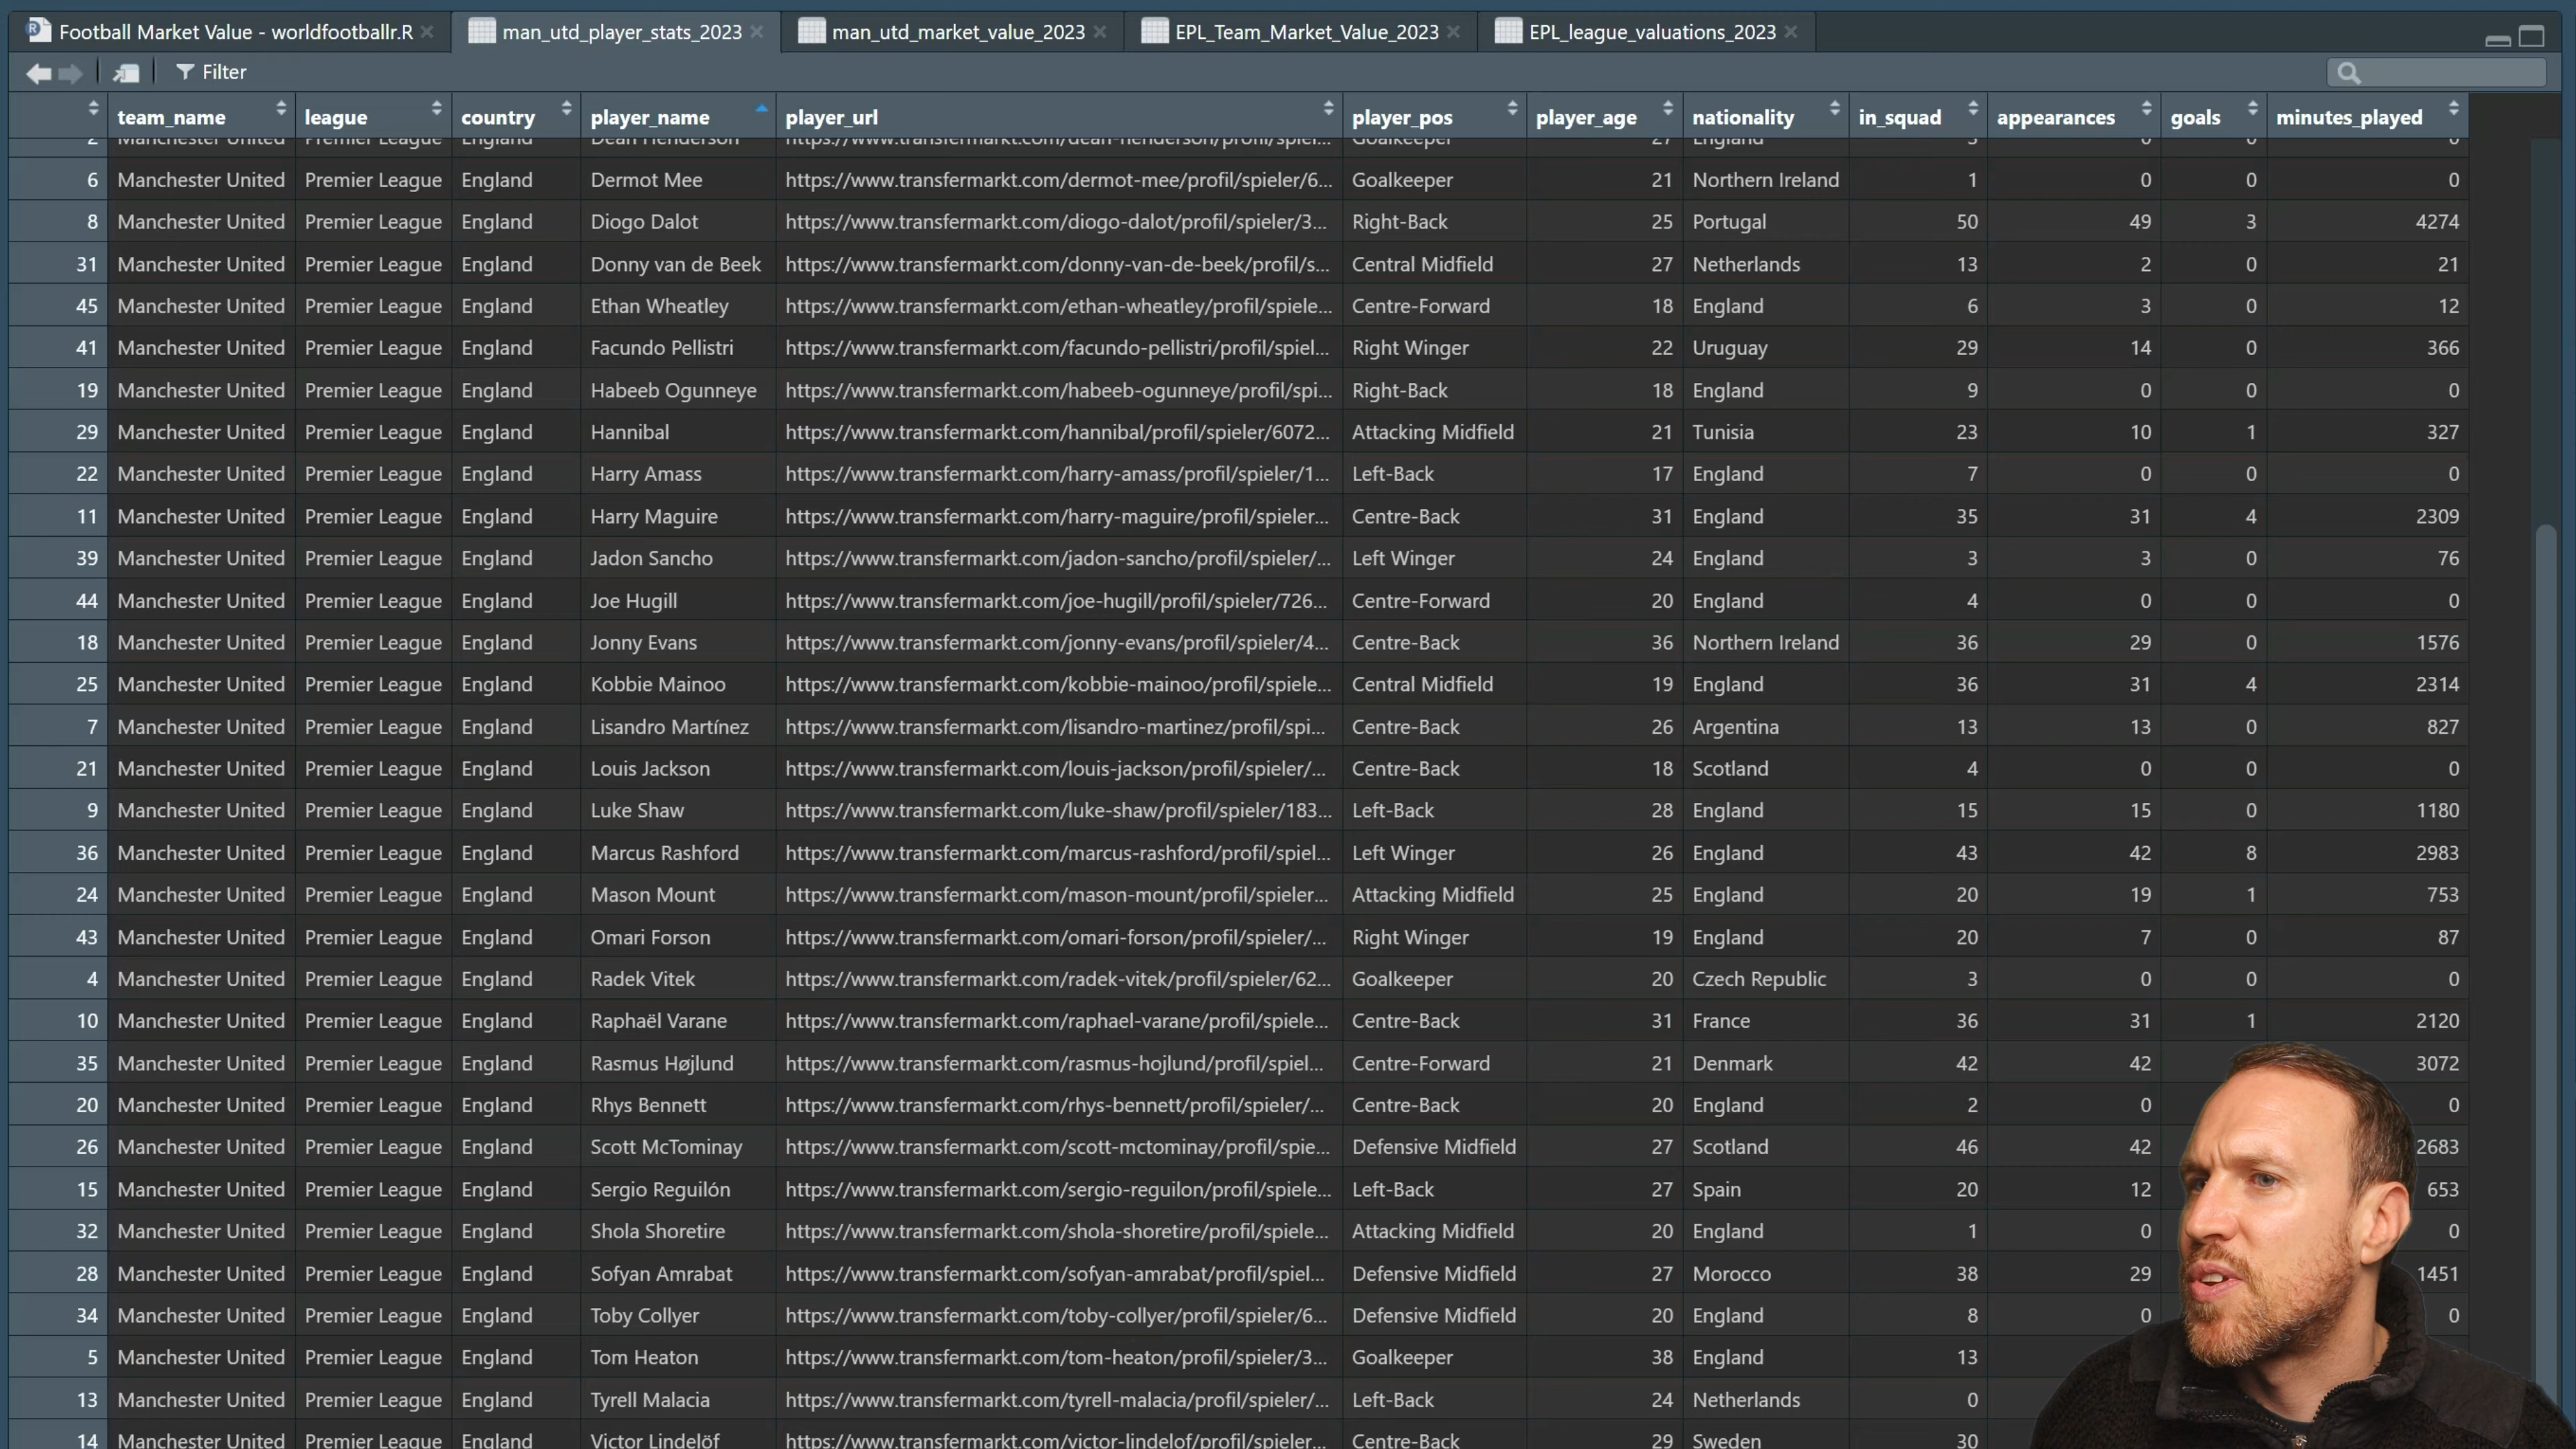 Football Market Value - worldfootballr.R man_utd_player_stats_2023 man_utd_market_value_2023 EPL_Team_Market_Value_2023 EPL_league_valuations_2023
Filter
team_name league country player_name player_url player_pos player_age nationality in_squad appearances goals minutes_played
2 Manchester United Premier League England Dean Henderson https://www.transfermarkt.com/dean-henderson/profil/spiel... Goalkeeper 27 England 3 0 0 0
6 Manchester United Premier League England Dermot Mee https://www.transfermarkt.com/dermot-mee/profil/spieler/6... Goalkeeper 21 Northern Ireland 1 0 0 0
8 Manchester United Premier League England Diogo Dalot https://www.transfermarkt.com/diogo-dalot/profil/spieler/3... Right-Back 25 Portugal 50 49 3 4274
31 Manchester United Premier League England Donny van de Beek https://www.transfermarkt.com/donny-van-de-beek/profil/s... Central Midfield 27 Netherlands 13 2 0 21
45 Manchester United Premier League England Ethan Wheatley https://www.transfermarkt.com/ethan-wheatley/profil/spiele... Centre-Forward 18 England 6 3 0 12
41 Manchester United Premier League England Facundo Pellistri https://www.transfermarkt.com/facundo-pellistri/profil/spiel... Right Winger 22 Uruguay 29 14 0 366
19 Manchester United Premier League England Habeeb Ogunneye https://www.transfermarkt.com/habeeb-ogunneye/profil/spi... Right-Back 18 England 9 0 0 0
29 Manchester United Premier League England Hannibal https://www.transfermarkt.com/hannibal/profil/spieler/6072... Attacking Midfield 21 Tunisia 23 10 1 327
22 Manchester United Premier League England Harry Amass https://www.transfermarkt.com/harry-amass/profil/spieler/1... Left-Back 17 England 7 0 0 0
11 Manchester United Premier League England Harry Maguire https://www.transfermarkt.com/harry-maguire/profil/spieler... Centre-Back 31 England 35 31 4 2309
39 Manchester United Premier League England Jadon Sancho https://www.transfermarkt.com/jadon-sancho/profil/spieler/... Left Winger 24 England 3 3 0 76
44 Manchester United Premier League England Joe Hugill https://www.transfermarkt.com/joe-hugill/profil/spieler/726... Centre-Forward 20 England 4 0 0 0
18 Manchester United Premier League England Jonny Evans https://www.transfermarkt.com/jonny-evans/profil/spieler/4... Centre-Back 36 Northern Ireland 36 29 0 1576
25 Manchester United Premier League England Kobbie Mainoo https://www.transfermarkt.com/kobbie-mainoo/profil/spiele... Central Midfield 19 England 36 31 4 2314
7 Manchester United Premier League England Lisandro Martínez https://www.transfermarkt.com/lisandro-martinez/profil/spi... Centre-Back 26 Argentina 13 13 0 827
21 Manchester United Premier League England Louis Jackson https://www.transfermarkt.com/louis-jackson/profil/spieler/... Centre-Back 18 Scotland 4 0 0 0
9 Manchester United Premier League England Luke Shaw https://www.transfermarkt.com/luke-shaw/profil/spieler/183... Left-Back 28 England 15 15 0 1180
36 Manchester United Premier League England Marcus Rashford https://www.transfermarkt.com/marcus-rashford/profil/spiel... Left Winger 26 England 43 42 8 2983
24 Manchester United Premier League England Mason Mount https://www.transfermarkt.com/mason-mount/profil/spieler... Attacking Midfield 25 England 20 19 1 753
43 Manchester United Premier League England Omari Forson https://www.transfermarkt.com/omari-forson/profil/spieler/... Right Winger 19 England 20 7 0 87
4 Manchester United Premier League England Radek Vitek https://www.transfermarkt.com/radek-vitek/profil/spieler/62... Goalkeeper 20 Czech Republic 3 0 0 0
10 Manchester United Premier League England Raphaël Varane https://www.transfermarkt.com/raphael-varane/profil/spiele... Centre-Back 31 France 36 31 1 2120
35 Manchester United Premier League England Rasmus Højlund https://www.transfermarkt.com/rasmus-hojlund/profil/spiel... Centre-Forward 21 Denmark 42 42 3072
20 Manchester United Premier League England Rhys Bennett https://www.transfermarkt.com/rhys-bennett/profil/spieler/... Centre-Back 20 England 2 0 0
26 Manchester United Premier League England Scott McTominay https://www.transfermarkt.com/scott-mctominay/profil/spie... Defensive Midfield 27 Scotland 46 42 2683
15 Manchester United Premier League England Sergio Reguilón https://www.transfermarkt.com/sergio-reguilon/profil/spiele... Left-Back 27 Spain 20 12 653
32 Manchester United Premier League England Shola Shoretire https://www.transfermarkt.com/shola-shoretire/profil/spiele... Attacking Midfield 20 England 1 0 0
28 Manchester United Premier League England Sofyan Amrabat https://www.transfermarkt.com/sofyan-amrabat/profil/spiel... Defensive Midfield 27 Morocco 38 29 1451
34 Manchester United Premier League England Toby Collyer https://www.transfermarkt.com/toby-collyer/profil/spieler/6... Defensive Midfield 20 England 8 0 0
5 Manchester United Premier League England Tom Heaton https://www.transfermarkt.com/tom-heaton/profil/spieler/3... Goalkeeper 38 England 13
13 Manchester United Premier League England Tyrell Malacia https://www.transfermarkt.com/tyrell-malacia/profil/spieler/... Left-Back 24 Netherlands 0
14 Manchester United Premier League England Victor Lindelöf https://www.transfermarkt.com/victor-lindelof/profil/spieler... Centre-Back 29 Sweden 30